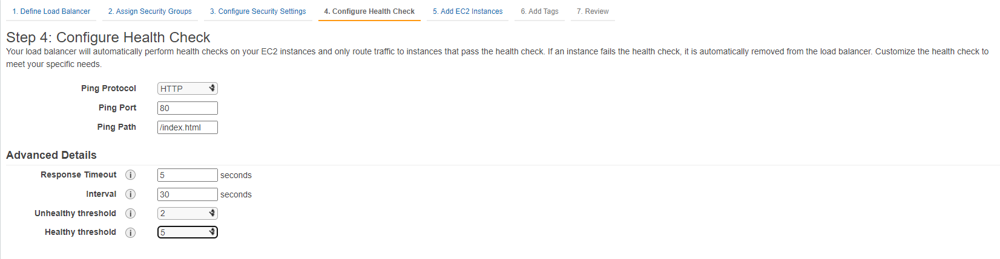 1. Define Load Balancer 2. Assign Security Groups 3. Configure Security Settings 4. Configure Health Check 5. Add EC2 Instances 6. Add Tags 7. Review
Step 4: Configure Health Check
Your load balancer will automatically perform health checks on your EC2 instances and only route traffic to instances that pass the health check. If an instance fails the health check, it is automatically removed from the load balancer. Customize the health check to
meet your specific needs.
Ping Protocol HTTP
Ping Port 80
Ping Path /index.html
Advanced Details
Response Timeout i 5 seconds
Interval i 30 seconds
Unhealthy threshold i 2
Healthy threshold i 5